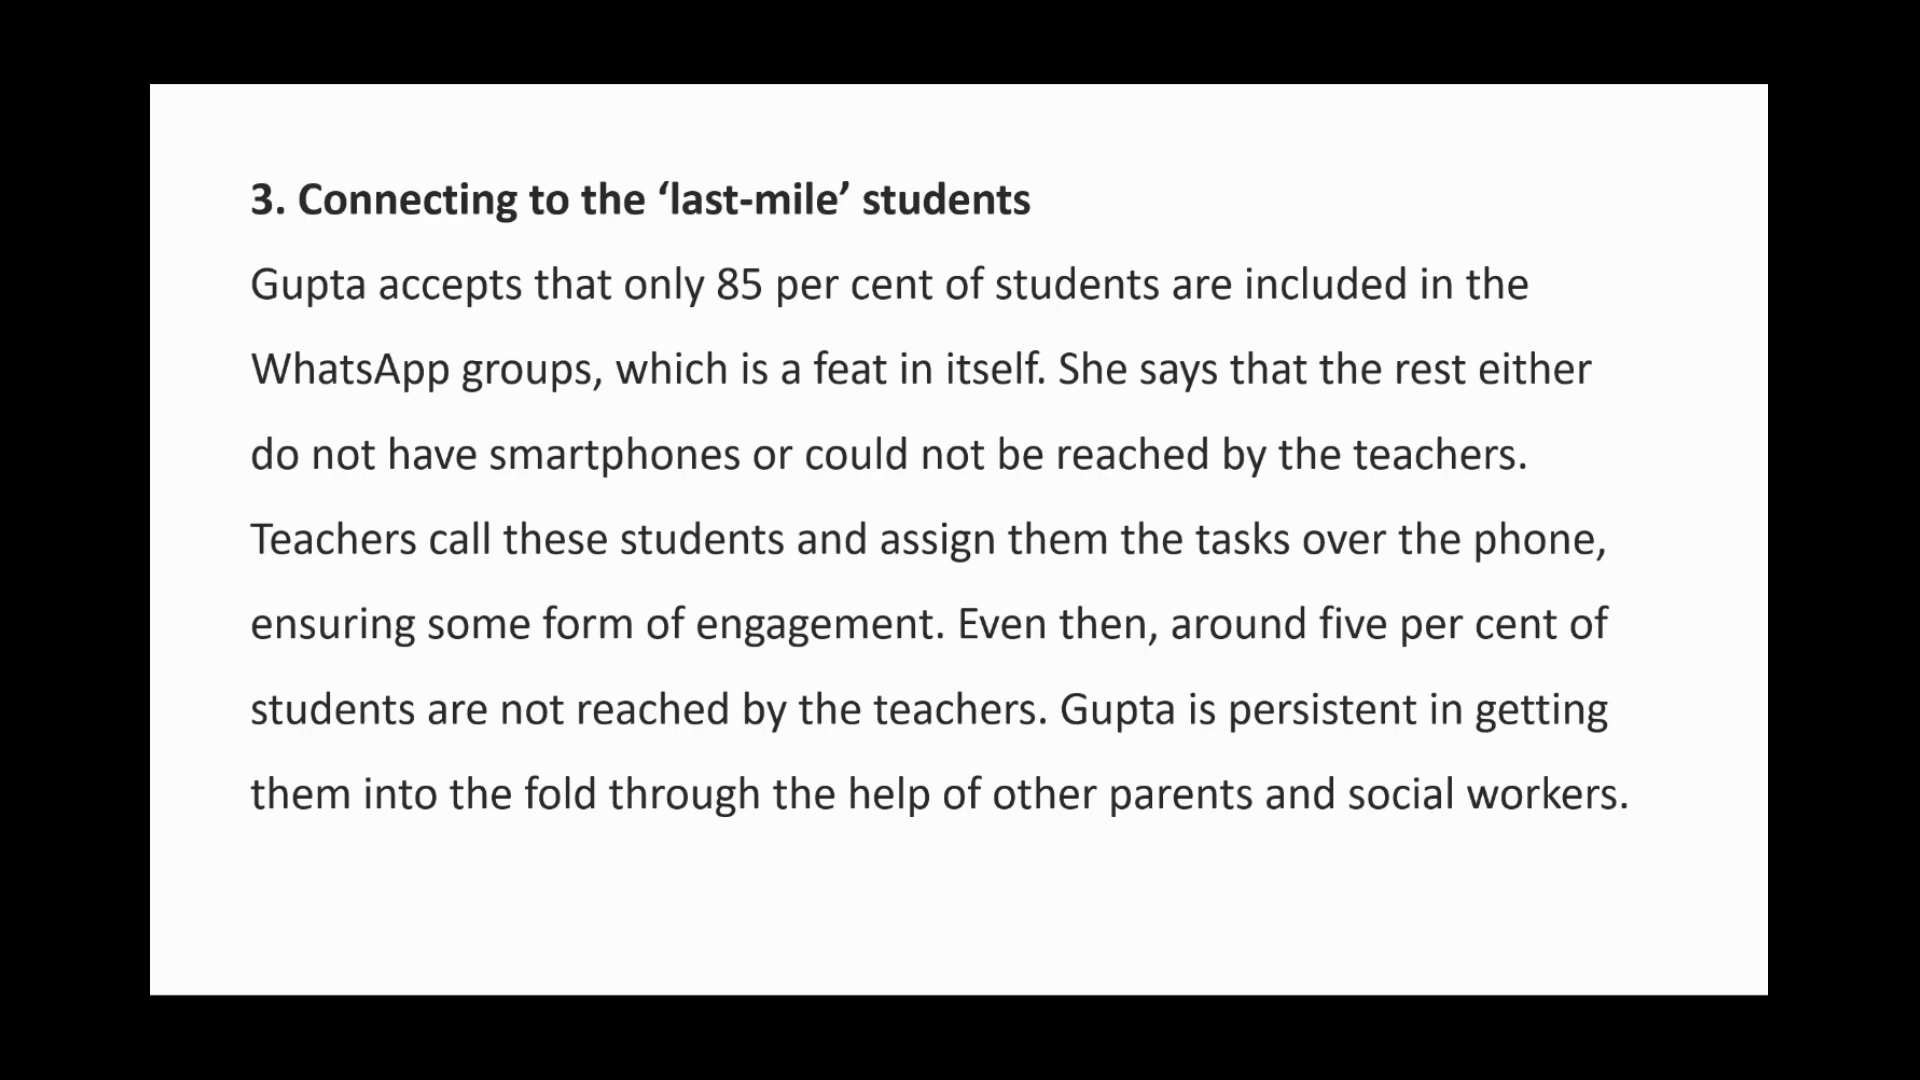 3. Connecting to the ‘last-mile’ students
Gupta accepts that only 85 per cent of students are included in the
WhatsApp groups, which is a feat in itself. She says that the rest either
do not have smartphones or could not be reached by the teachers.
Teachers call these students and assign them the tasks over the phone,
ensuring some form of engagement. Even then, around five per cent of
students are not reached by the teachers. Gupta is persistent in getting
them into the fold through the help of other parents and social workers.